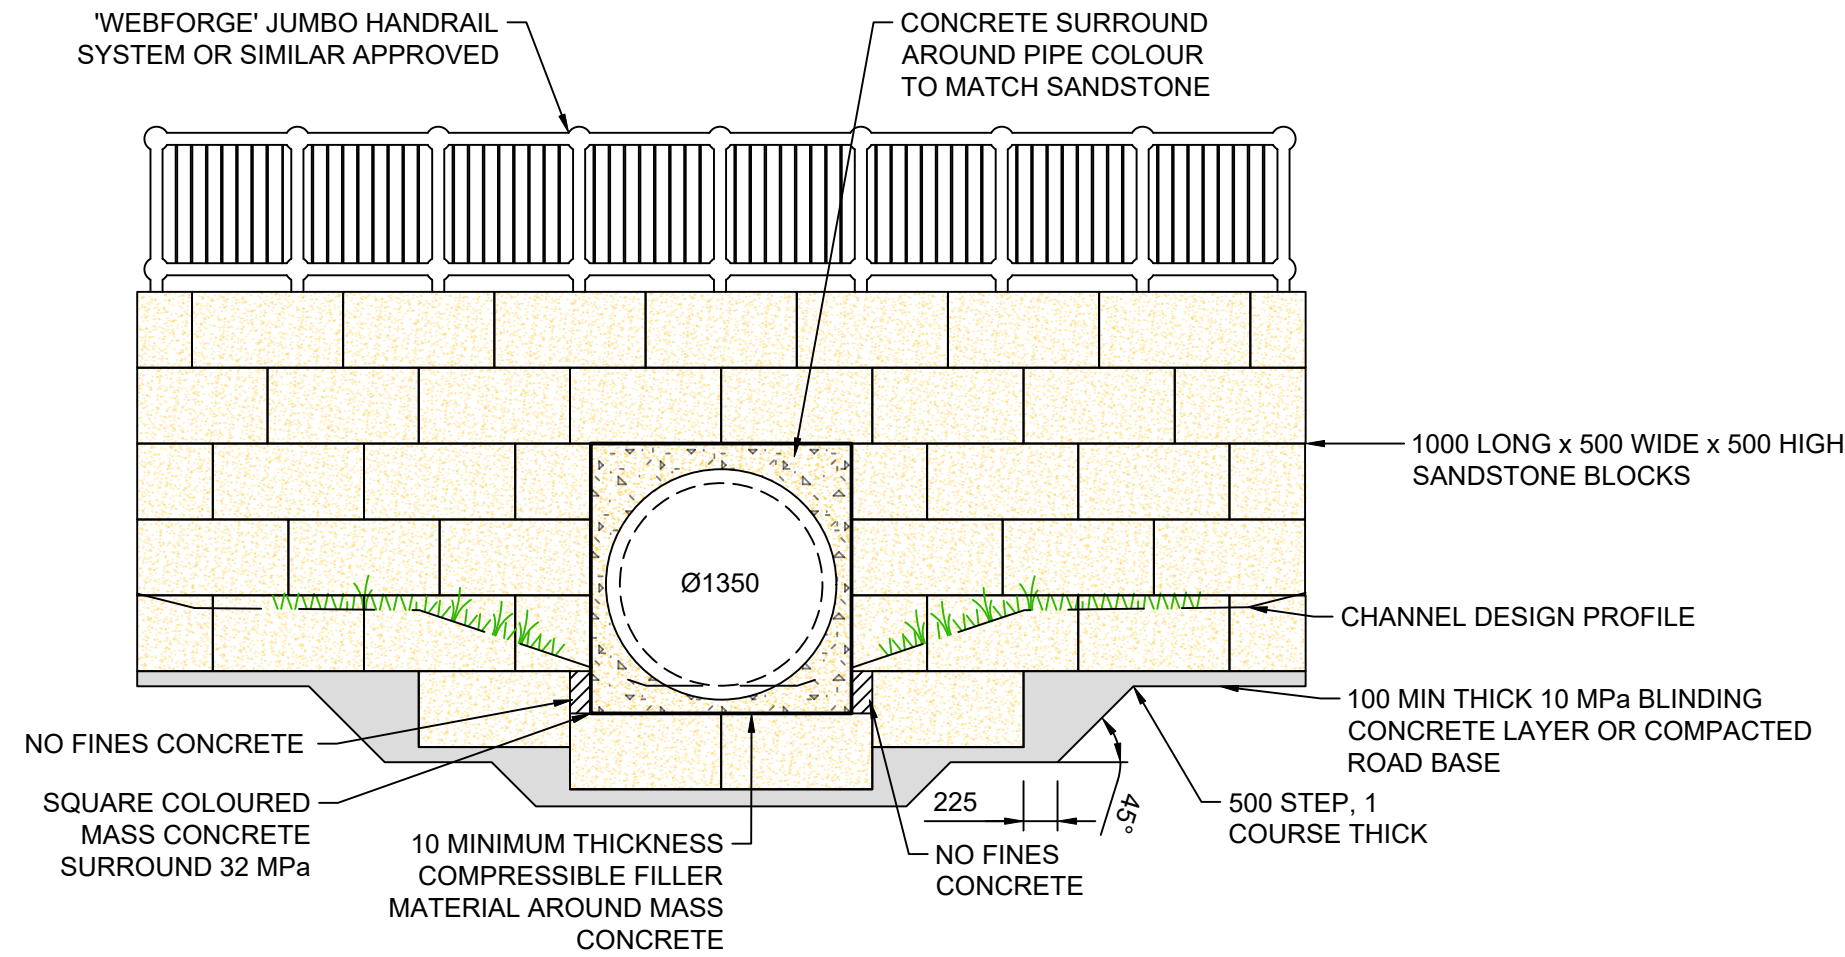 'WEBFORGE' JUMBO HANDRAIL
SYSTEM OR SIMILAR APPROVED
CONCRETE SURROUND
AROUND PIPE COLOUR
TO MATCH SANDSTONE
1000 LONG x 500 WIDE x 500 HIGH
SANDSTONE BLOCKS
Ø1350
CHANNEL DESIGN PROFILE
100 MIN THICK 10 MPa BLINDING
CONCRETE LAYER OR COMPACTED
ROAD BASE
NO FINES CONCRETE
SQUARE COLOURED
MASS CONCRETE
SURROUND 32 MPa
10 MINIMUM THICKNESS
COMPRESSIBLE FILLER
MATERIAL AROUND MASS
CONCRETE
225
NO FINES
CONCRETE
45°
500 STEP, 1
COURSE THICK